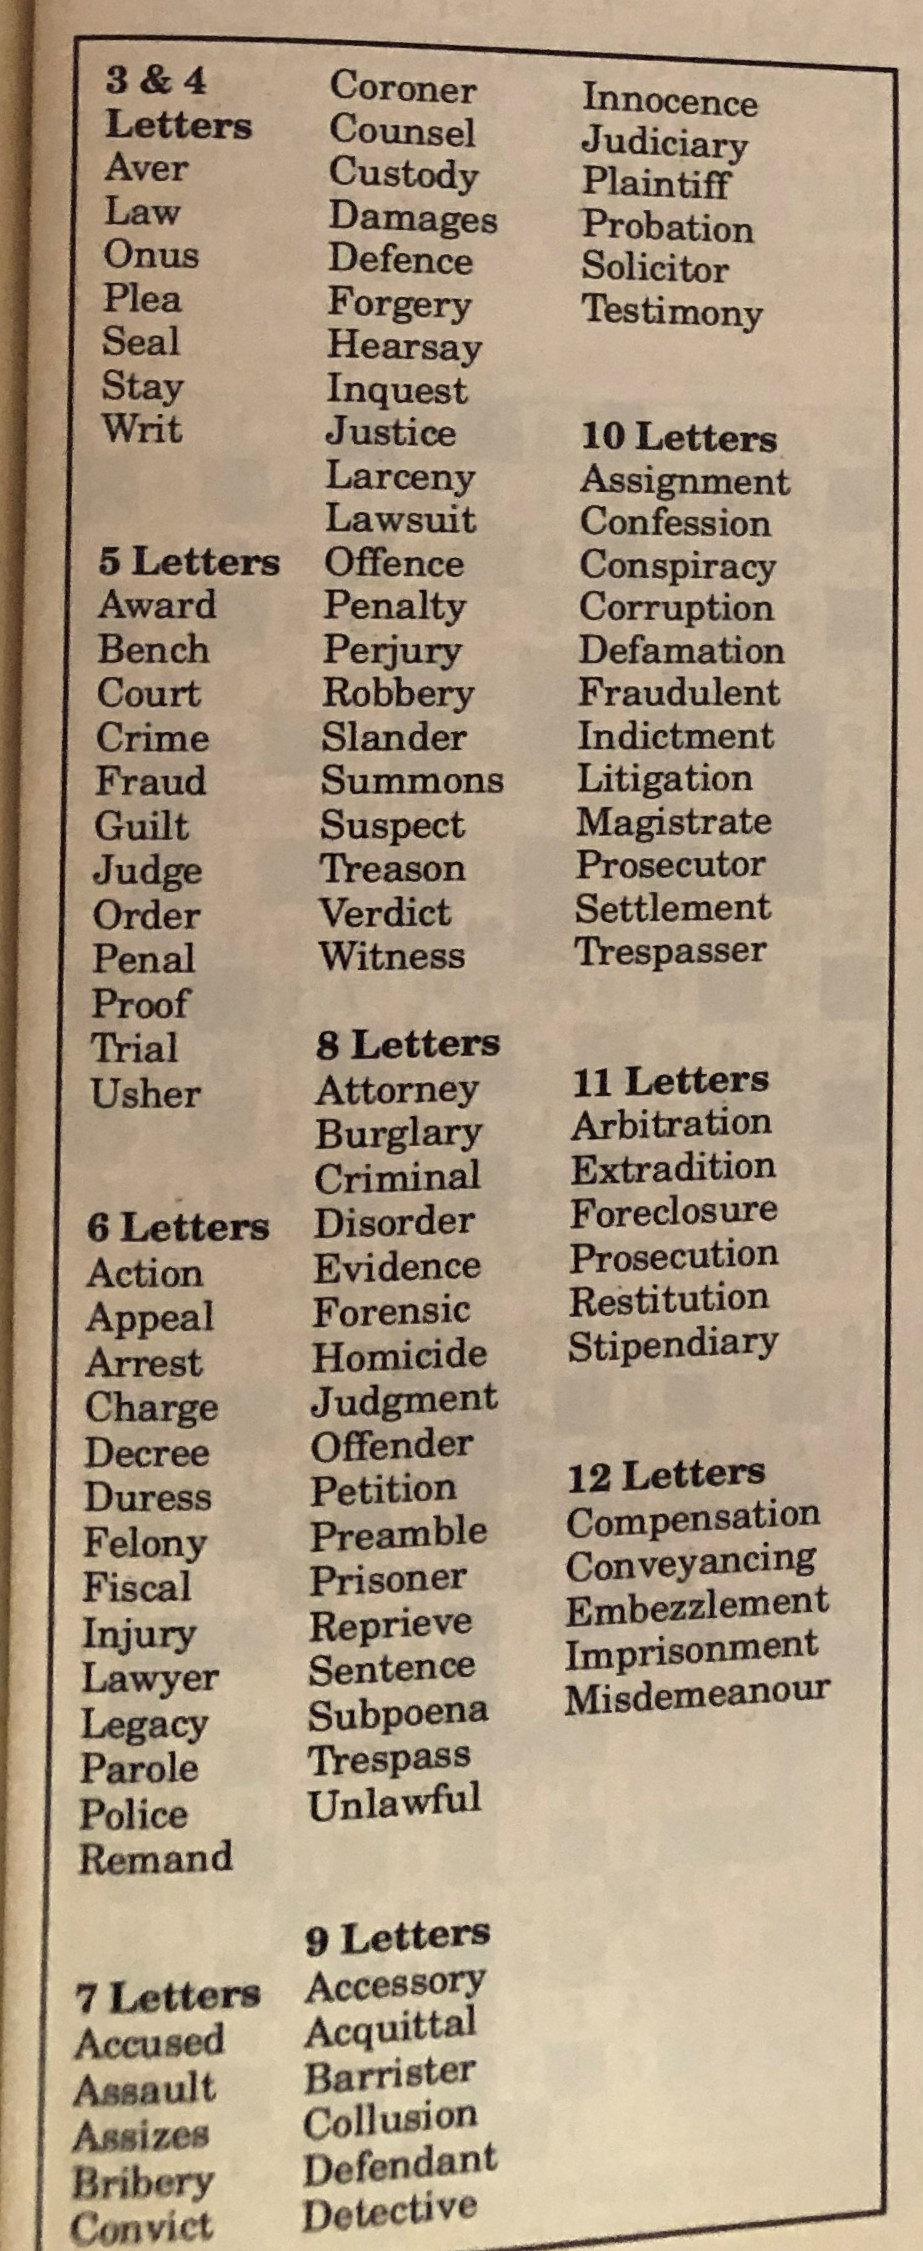 3 & 4
Letters
Aver
Law
Onus
Plea
Seal
Stay
Writ
5 Letters
Award
Bench
Court
Crime
Fraud
Guilt
Judge
Order
Penal
Proof
Trial
Usher
6 Letters
Action
Appeal
Arrest
Charge
Decree
Duress
Felony
Fiscal
Injury
Lawyer
Legacy
Parole
Police
Remand
7 Letters
Accused
Assault
Assizes
Bribery
Convict
Coroner
Counsel
Custody
Damages
Defence
Forgery
Hearsay
Inquest
Justice
Larceny
Lawsuit
Offence
Penalty
Perjury
Robbery
Slander
Summons
Suspect
Treason
Verdict
Witness
8 Letters
Attorney
Burglary
Criminal
Disorder
Evidence
Forensic
Homicide
Judgment
Offender
Petition
Preamble
Prisoner
Reprieve
Sentence
Subpoena
Trespass
Unlawful
9 Letters
Accessory
Acquittal
Barrister
Collusion
Defendant
Detective
Innocence
Judiciary
Plaintiff
Probation
Solicitor
Testimony
10 Letters
Assignment
Confession
Conspiracy
Corruption
Defamation
Fraudulent
Indictment
Litigation
Magistrate
Prosecutor
Settlement
Trespasser
11 Letters
Arbitration
Extradition
Foreclosure
Prosecution
Restitution
Stipendiary
12 Letters
Compensation
Conveyancing
Embezzlement
Imprisonment
Misdemeanour